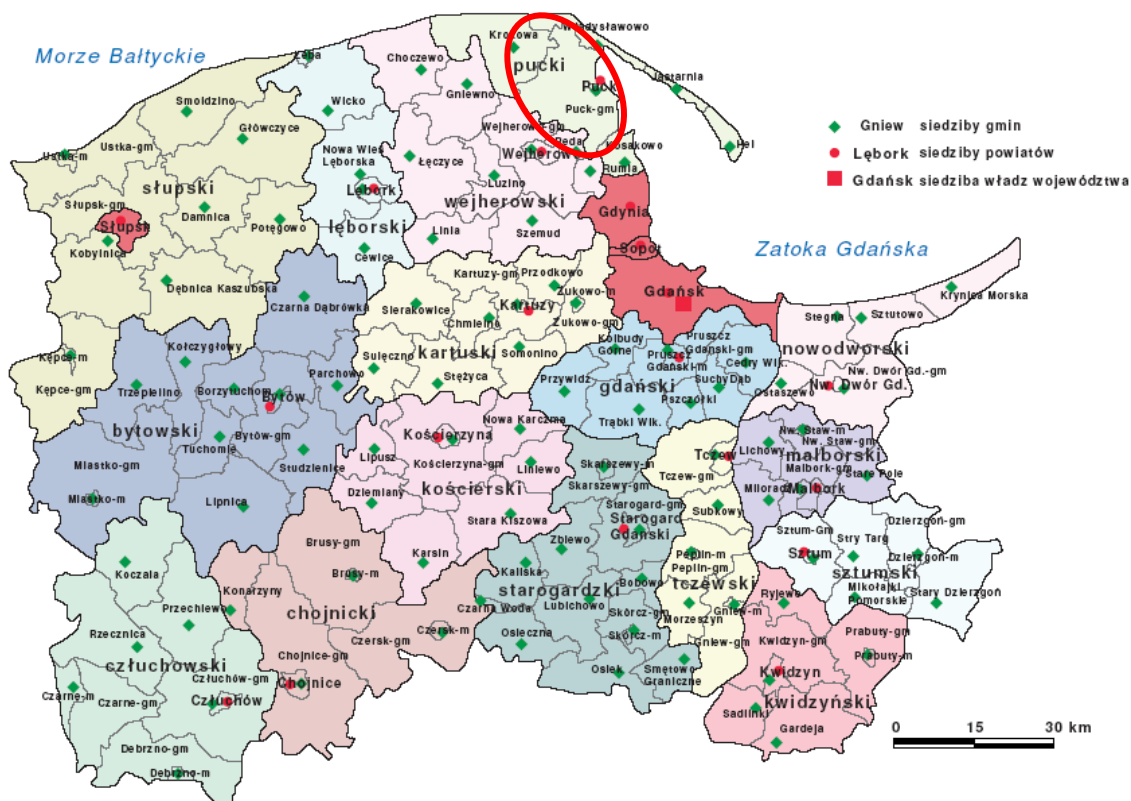 Morze Bałtyckie
Władysławowo
Krokowa
pucki
Łeba
Choczewo
Jastarnia
Puck
Gniewno
Wicko
Smołdzino
Puck-gm
Główczyce
Gniew siedziby gmin
Lębork siedziby powiatów
Gdańsk siedziba władz województwa
Wejherowo-gm
Reda
Kosakowo
Hel
Ustka-m
Ustka-gm
Nowa Wieś
Lęborska
Łęczyce
Wejherowo
Rumia
słupski
Lębork
Luzino
Słupsk-gm
Damnica
wejherowski
Gdynia
Słupsk
Potęgowo
lęborski
Linia
Szemud
Sopot
Zatoka Gdańska
Kobylnica
Cewice
Dębnica Kaszubska
Kartuzy-gm
Przodkowo
Żukowo-m
Gdańsk
Krynica Morska
Czarna Dąbrówka
Sierakowice
Kartuzy
Chmielno
Żukowo-gm
Stegna
Sztutowo
Kępce-m
Kołczygłowy
Sulęczno
kartuski
Somonino
Kolbudy
Górne
Pruszcz
Gdański-gm
Pruszcz
Gdański-m
Cedry Wlk.
nowodworski
Kępce-gm
Trzebielino
Borzytuchom
Parchowo
Stężyca
Przywidz
gdański
Suchy Dąb
Nw. Dwór Gd.-gm
Nw. Dwór Gd.
Ostaszewo
Bytów
Pszczółki
bytowski
Bytów-gm
Tuchomie
Nowa Karczma
Trąbki Wlk.
Nw. Staw-m
Nw. Staw-gm
Kościerzyna
Lipusz
Kościerzyna-gm
Liniewo
Skarszewy-m
Tczew
Lichowy
malborski
Miastko-gm
Studzienice
Tczew-gm
Malbork-gm
Stare Pole
Miastko-m
Lipnica
Dziemiany
kościerski
Skarszewy-gm
Miloradz
Malbork
Stara Kiszowa
Starogard-gm
Starogard
Gdański
Subkowy
Dzierzgoń-gm
Sztum-Gm
Stry Targ
Brusy-gm
Karsin
Zblewo
Peplin-m
Sztum
Dzierzgoń-m
Koczała
Brusy-m
Kaliska
Peplin-gm
sztumski
Konarzyny
starogardzki
Bobowo
tczewski
Ryjewo
Mikołajki
Pomorskie
Stary Dzierzgoń
Przechlewo
chojnicki
Czarna Woda
Lubichowo
Skórcz-gm
Gniew-m
Morzeszyn
Rzecznica
Czersk-gm
Czersk-m
Osieczna
Skórcz-m
Gniew-gm
Kwidzyn-gm
Prabuty-gm
Prabuty-m
człuchowski
Chojnice-gm
Osiek
Smętowo
Graniczne
Kwidzyn
Człuchów-gm
Chojnice
Czarne-m
Czarne-gm
Człuchów
kwidzyński
Sadlinki
Gardeja
Debrzno-gm
Debrzno-m
0 15 30 km